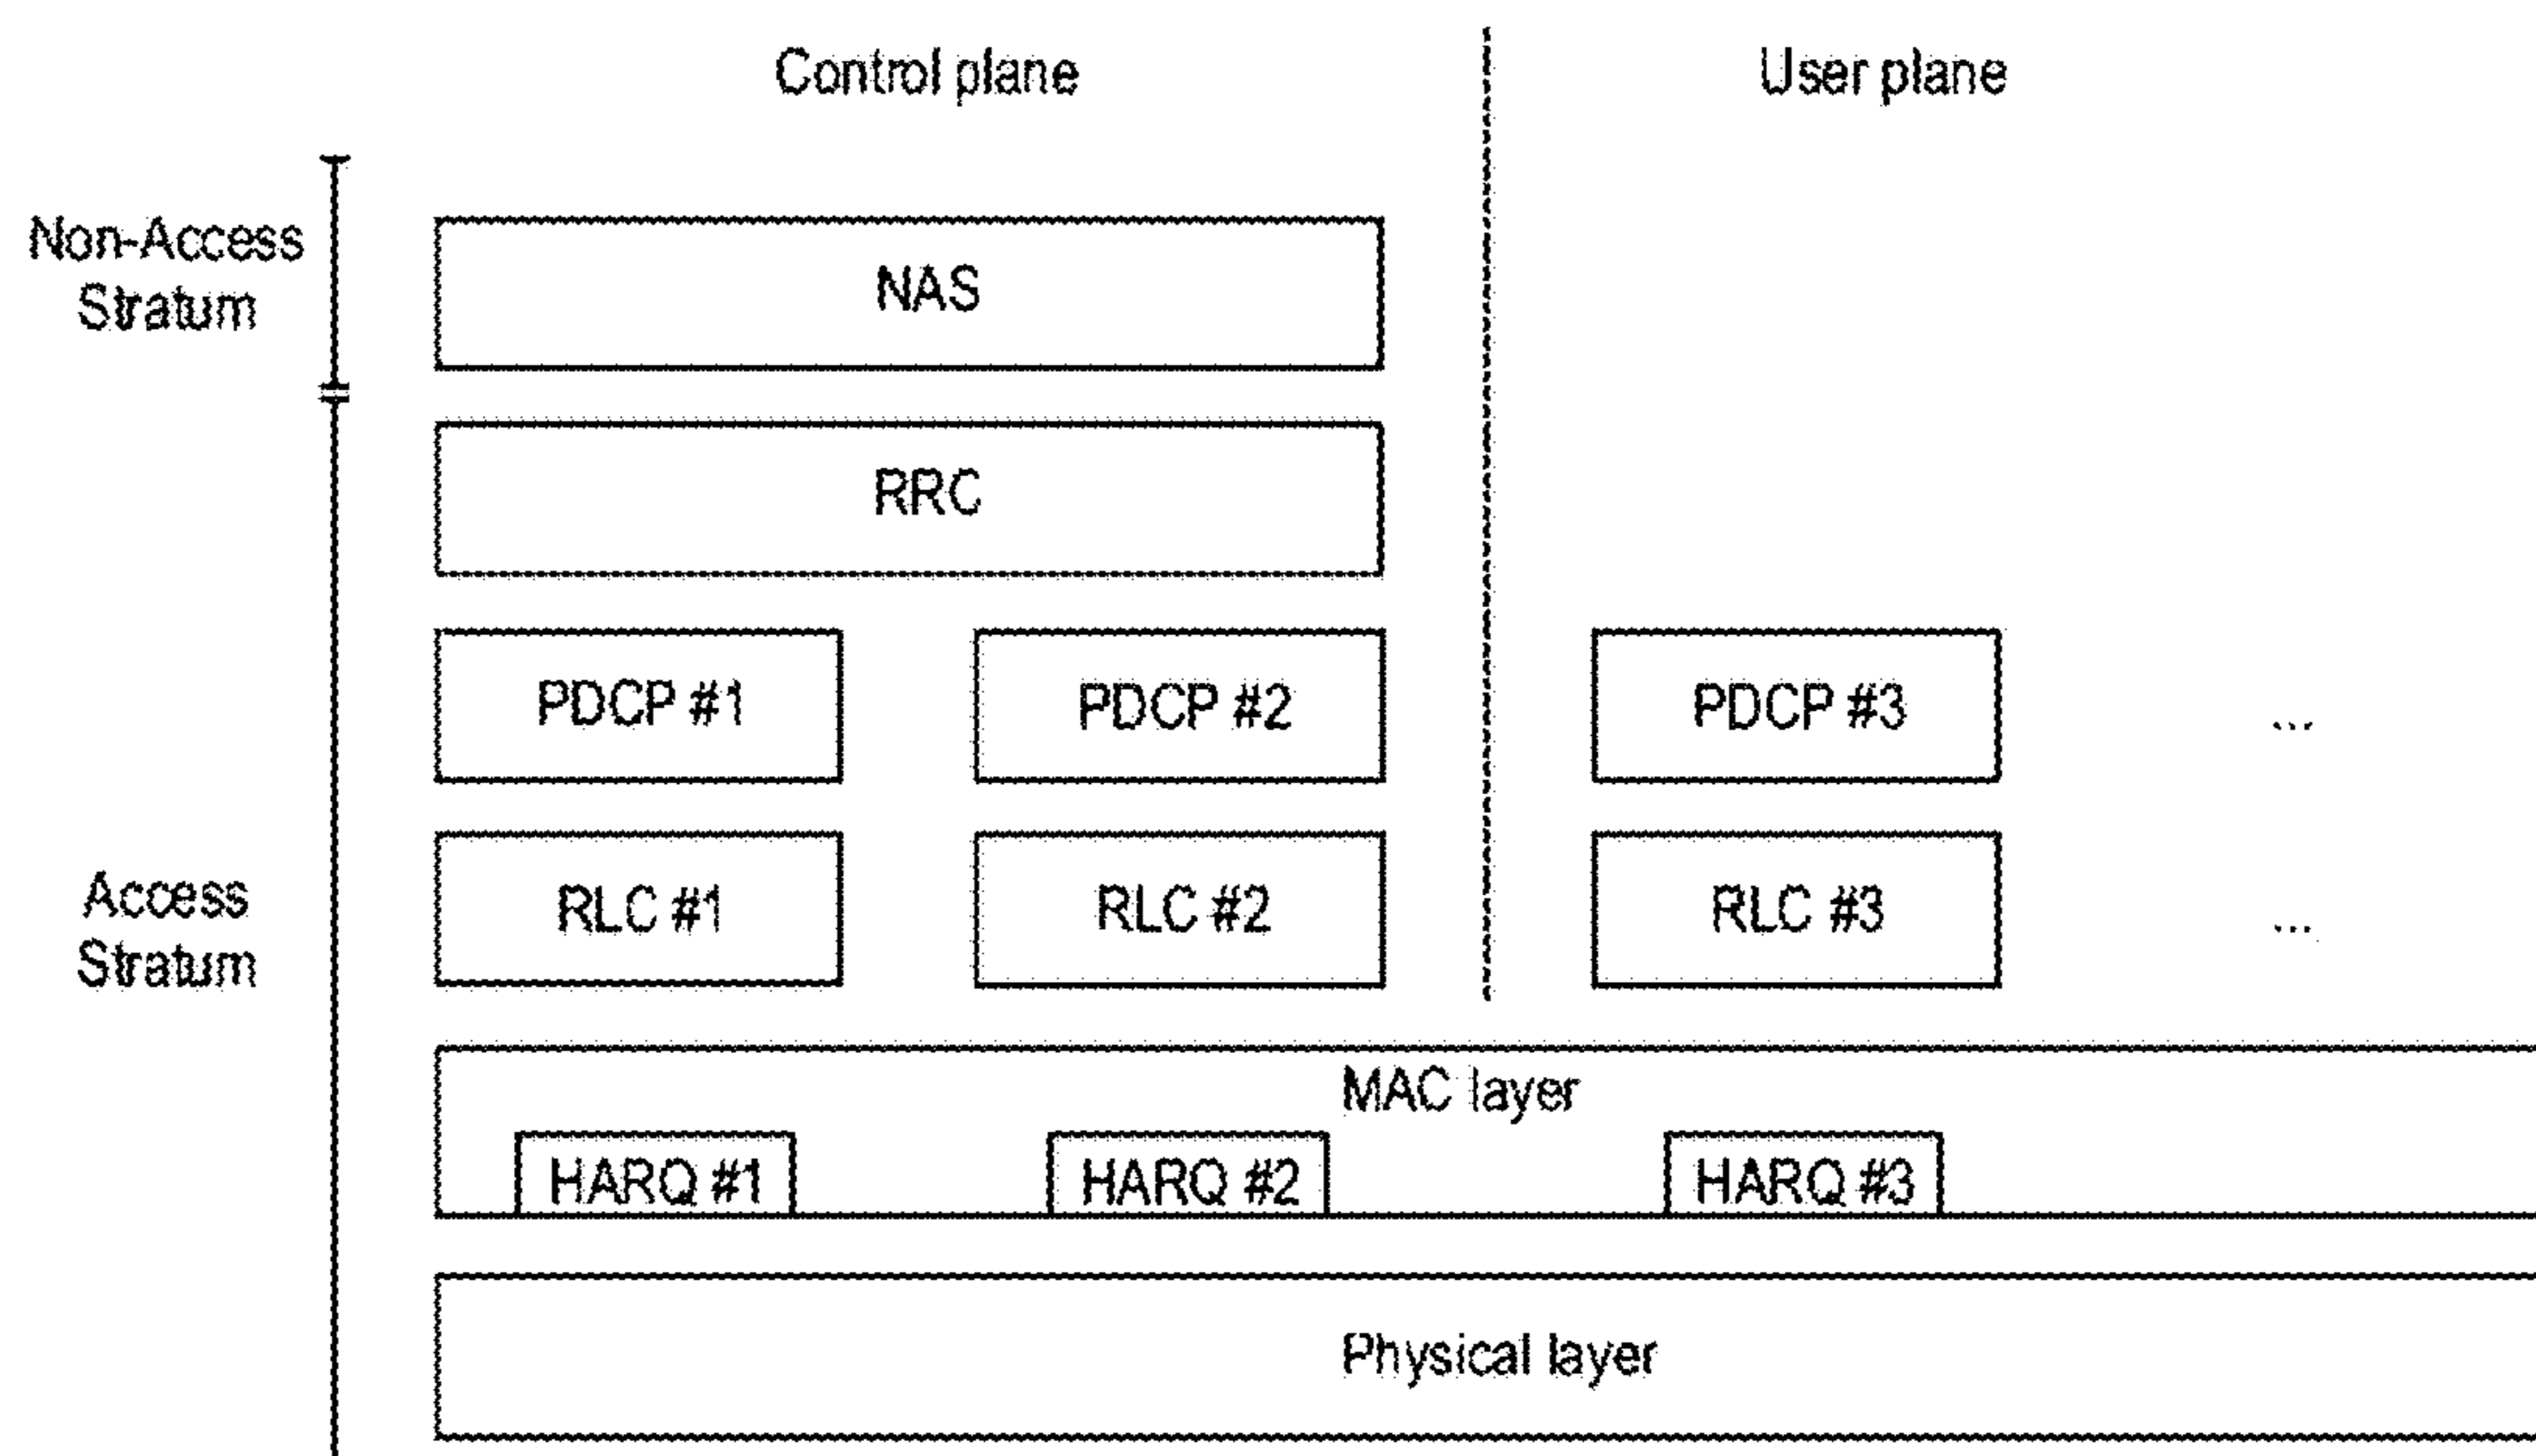 Control plane
User plane
Non-Access
Stratum
NAS
RRC
PDCP #1
PDCP #2
PDCP #3
...
RLC #1
RLC #2
RLC #3
...
Access
Stratum
MAC layer
HARQ #1
HARQ #2
HARQ #3
Physical layer